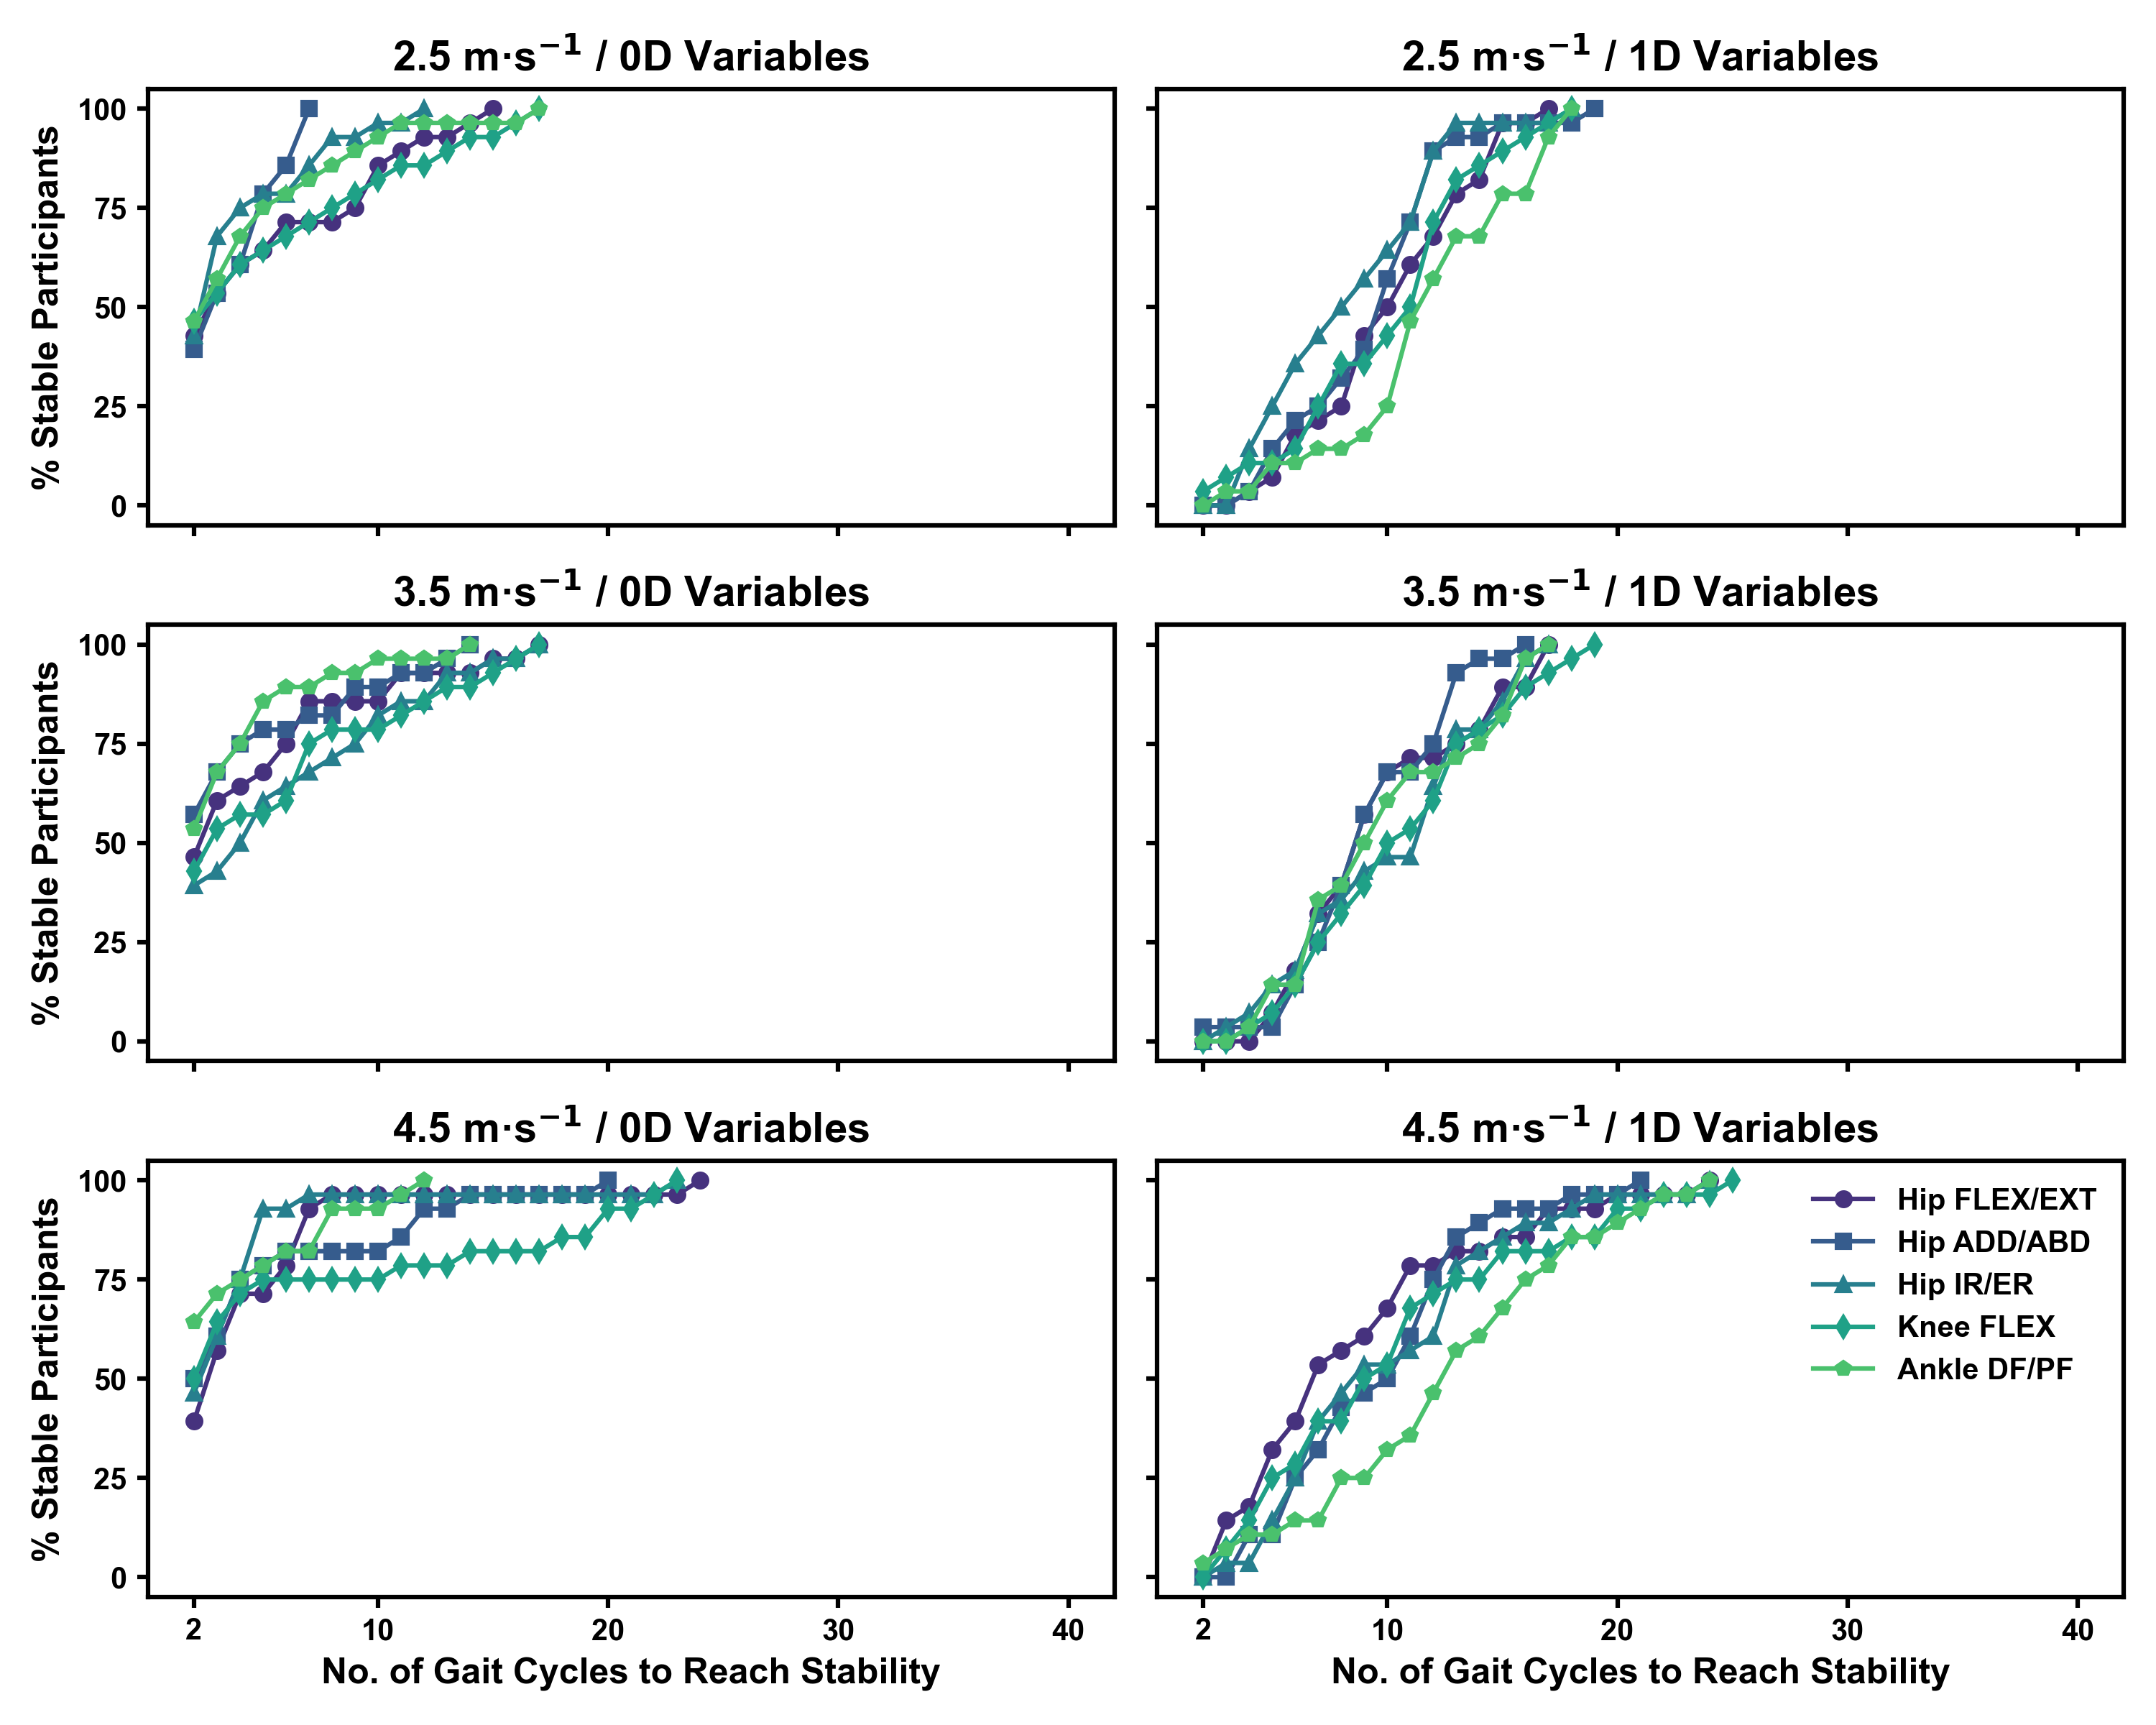 2.5 m·s⁻¹ / 0D Variables
2.5 m·s⁻¹ / 1D Variables
% Stable Participants
100
75
50
25
0
3.5 m·s⁻¹ / 0D Variables
3.5 m·s⁻¹ / 1D Variables
% Stable Participants
100
75
50
25
0
4.5 m·s⁻¹ / 0D Variables
4.5 m·s⁻¹ / 1D Variables
% Stable Participants
100
75
50
25
0
Hip FLEX/EXT
Hip ADD/ABD
Hip IR/ER
Knee FLEX
Ankle DF/PF
2 10 20 30 40
2 10 20 30 40
No. of Gait Cycles to Reach Stability
No. of Gait Cycles to Reach Stability